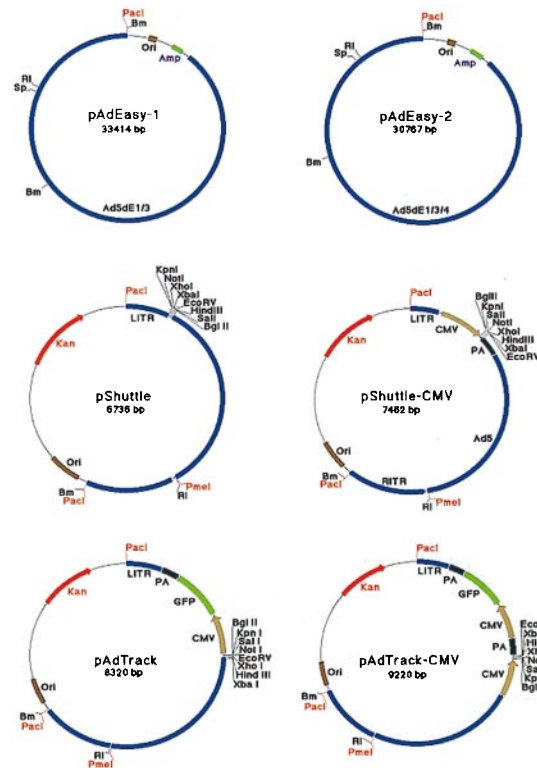 PacI
Bm
Ori
Amp
RI
Sp
pAdEasy-1
33414 bp
Bm
Ad5dE1/3
PacI
Bm
Ori
Amp
RI
Sp
pAdEasy-2
30767 bp
Bm
Ad5dE1/3/4
KpnI
NotI
XhoI
XbaI
EcoRV
HindIII
SalI
Bgl II
PacI
LITR
Kan
pShuttle
6736 bp
Ori
Bm
PacI
RI
PmeI
PacI
LITR
CMV
BglII
KpnI
SalI
NotI
XhoI
HindIII
XbaI
EcoRV
PA
Kan
pShuttle-CMV
7462 bp
Ad5
Ori
Bm
PacI
RITR
RI
PmeI
PacI
LITR
PA
GFP
Kan
CMV
Bgl II
Kpn I
Sal I
Not I
EcoRV
Xho I
Hind III
Xba I
pAdTrack
8320 bp
Ori
Bm
PacI
RI
PmeI
PacI
LITR
PA
GFP
Kan
CMV
PA
CMV
pAdTrack-CMV
9220 bp
Ori
Bm
PacI
RI
PmeI